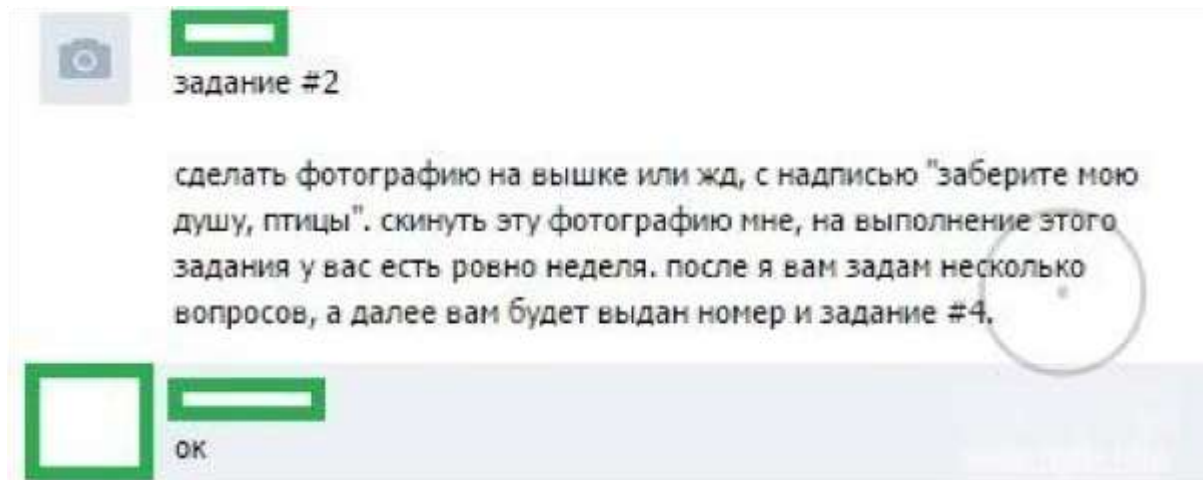 задание #2
сделать фотографию на вышке или жд, с надписью "заберите мою
душу, птицы". скинуть эту фотографию мне, на выполнение этого
задания у вас есть ровно неделя. после я вам задам несколько
вопросов, а далее вам будет выдан номер и задание #4.
ок